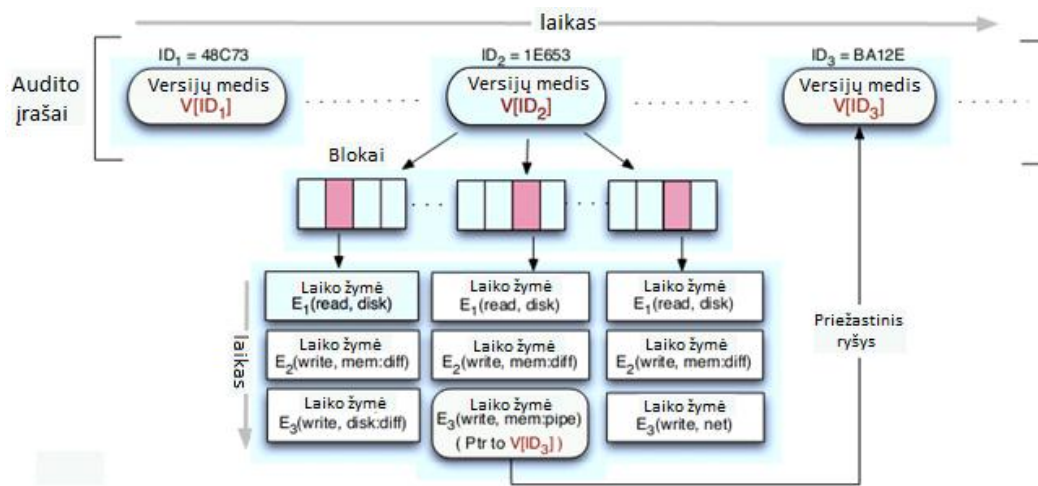 laikas
Audito
įrašai
ID₁ = 48C73
Versijų medis
V[ID₁]
ID₂ = 1E653
Versijų medis
V[ID₂]
ID₃ = BA12E
Versijų medis
V[ID₃]
Blokai
laikas
Laiko žymė
E₁(read, disk)
Laiko žymė
E₂(write, mem:diff)
Laiko žymė
E₃(write, disk:diff)
Laiko žymė
E₁(read, disk)
Laiko žymė
E₂(write, mem:diff)
Laiko žymė
E₃(write, mem:pipe)
( Ptr to V[ID₃] )
Laiko žymė
E₁(read, disk)
Laiko žymė
E₂(write, mem:diff)
Laiko žymė
E₃(write, net)
Priežastinis
ryšys